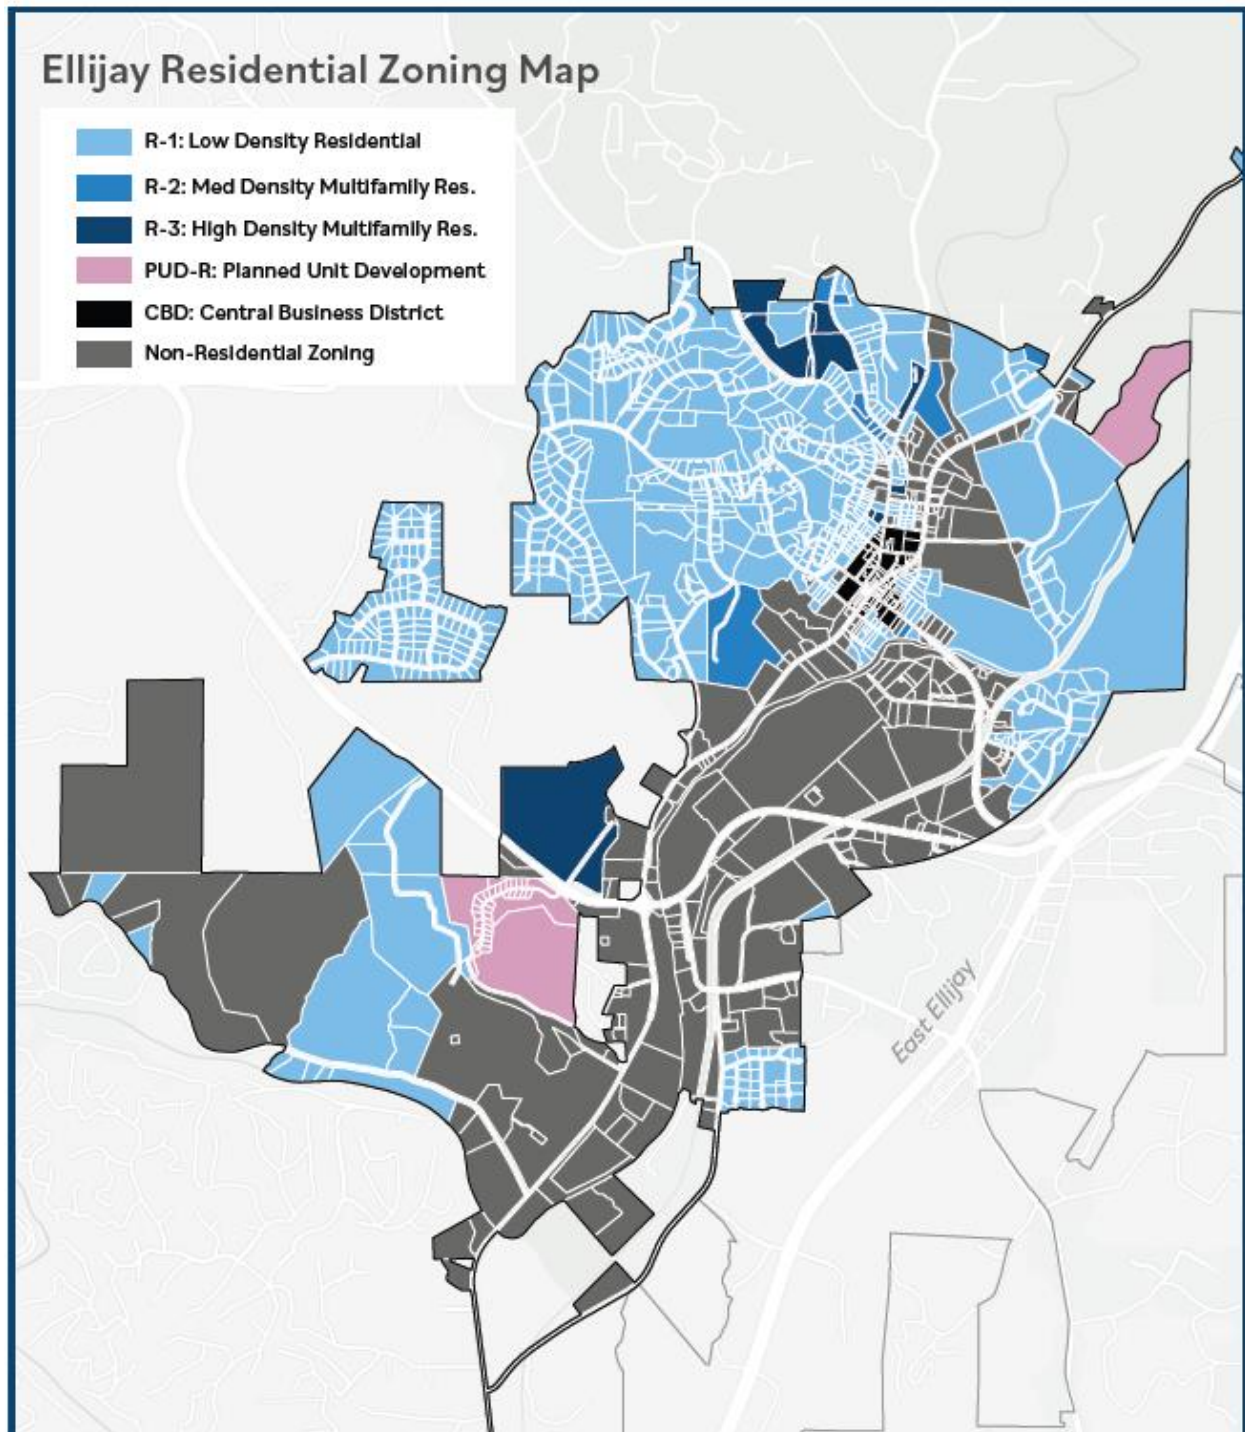 Ellijay Residential Zoning Map
R-1: Low Density Residential
R-2: Med Density Multifamily Res.
R-3: High Density Multifamily Res.
PUD-R: Planned Unit Development
CBD: Central Business District
Non-Residential Zoning
East Ellijay